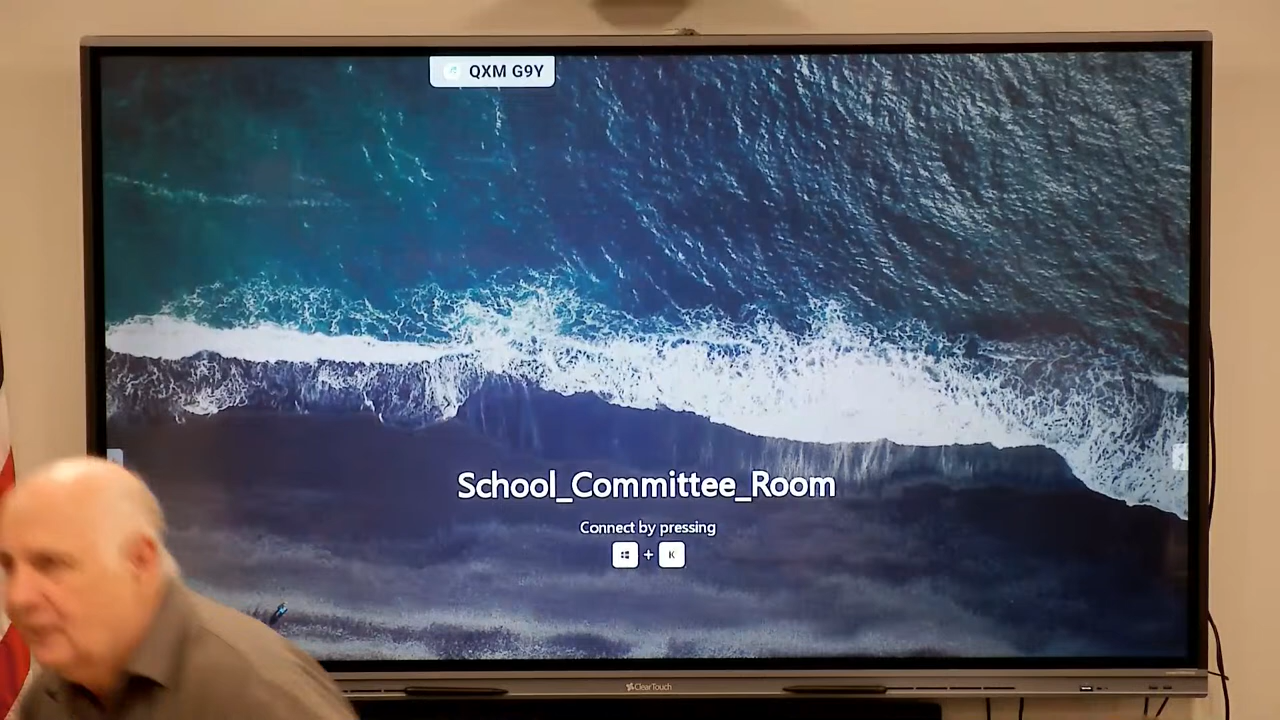 QXM G9Y
School_Committee_Room
Connect by pressing
+ K
ClearTouch